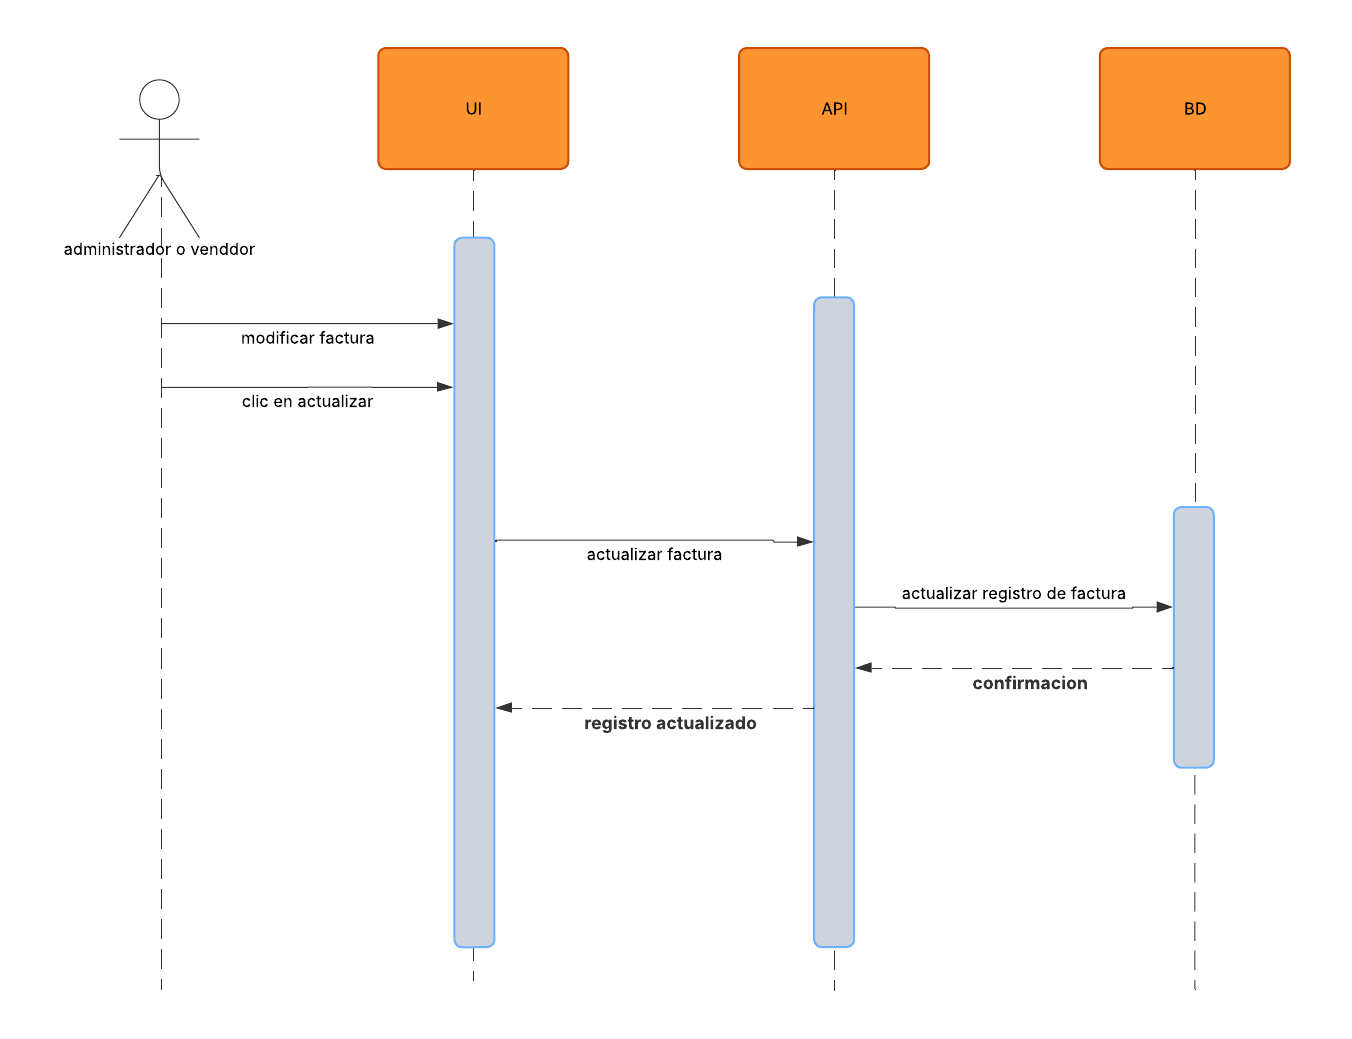 UI
API
BD
administrador o venddor
modificar factura
clic en actualizar
actualizar factura
actualizar registro de factura
confirmacion
registro actualizado